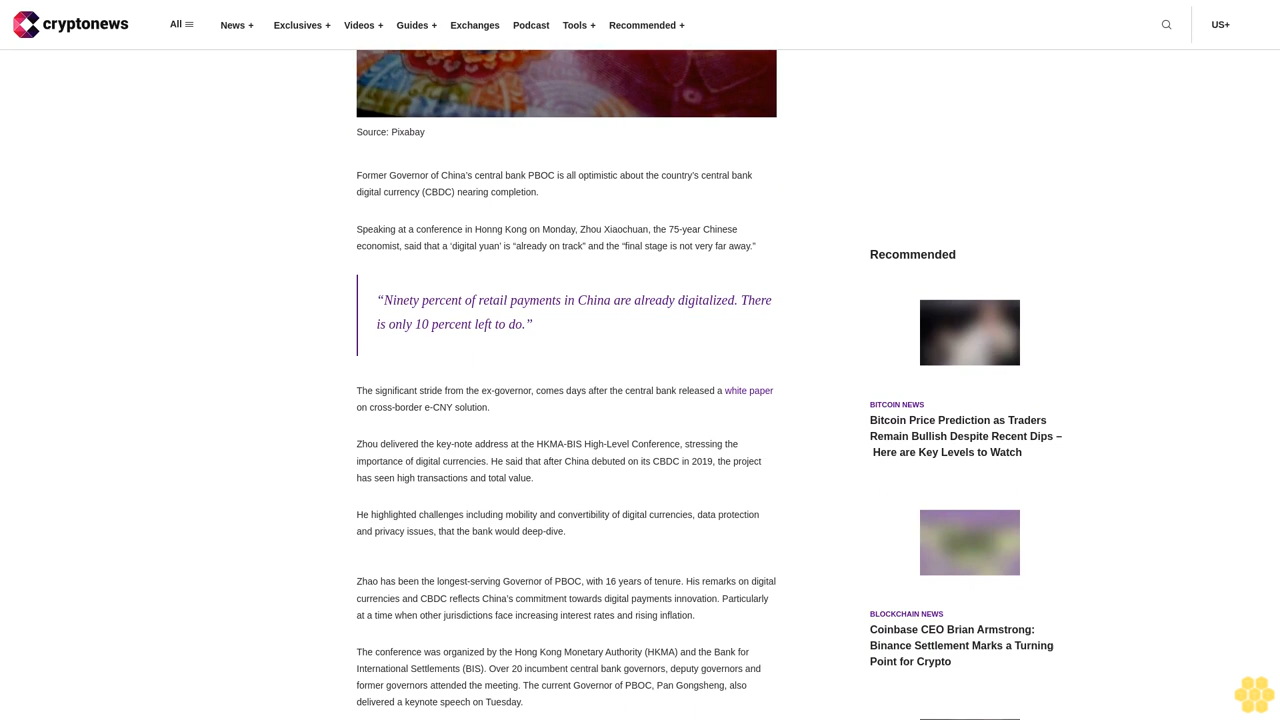 cryptonews
All
News +
Exclusives +
Videos +
Guides +
Exchanges
Podcast
Tools +
Recommended +
US+
Source: Pixabay
Former Governor of China’s central bank PBOC is all optimistic about the country’s central bank
digital currency (CBDC) nearing completion.
Speaking at a conference in Honng Kong on Monday, Zhou Xiaochuan, the 75-year Chinese
economist, said that a ‘digital yuan’ is “already on track” and the “final stage is not very far away.”
“Ninety percent of retail payments in China are already digitalized. There
is only 10 percent left to do.”
The significant stride from the ex-governor, comes days after the central bank released a white paper
on cross-border e-CNY solution.
Zhou delivered the key-note address at the HKMA-BIS High-Level Conference, stressing the
importance of digital currencies. He said that after China debuted on its CBDC in 2019, the project
has seen high transactions and total value.
He highlighted challenges including mobility and convertibility of digital currencies, data protection
and privacy issues, that the bank would deep-dive.
Zhao has been the longest-serving Governor of PBOC, with 16 years of tenure. His remarks on digital
currencies and CBDC reflects China’s commitment towards digital payments innovation. Particularly
at a time when other jurisdictions face increasing interest rates and rising inflation.
The conference was organized by the Hong Kong Monetary Authority (HKMA) and the Bank for
International Settlements (BIS). Over 20 incumbent central bank governors, deputy governors and
former governors attended the meeting. The current Governor of PBOC, Pan Gongsheng, also
delivered a keynote speech on Tuesday.
Recommended
BITCOIN NEWS
Bitcoin Price Prediction as Traders
Remain Bullish Despite Recent Dips –
Here are Key Levels to Watch
BLOCKCHAIN NEWS
Coinbase CEO Brian Armstrong:
Binance Settlement Marks a Turning
Point for Crypto